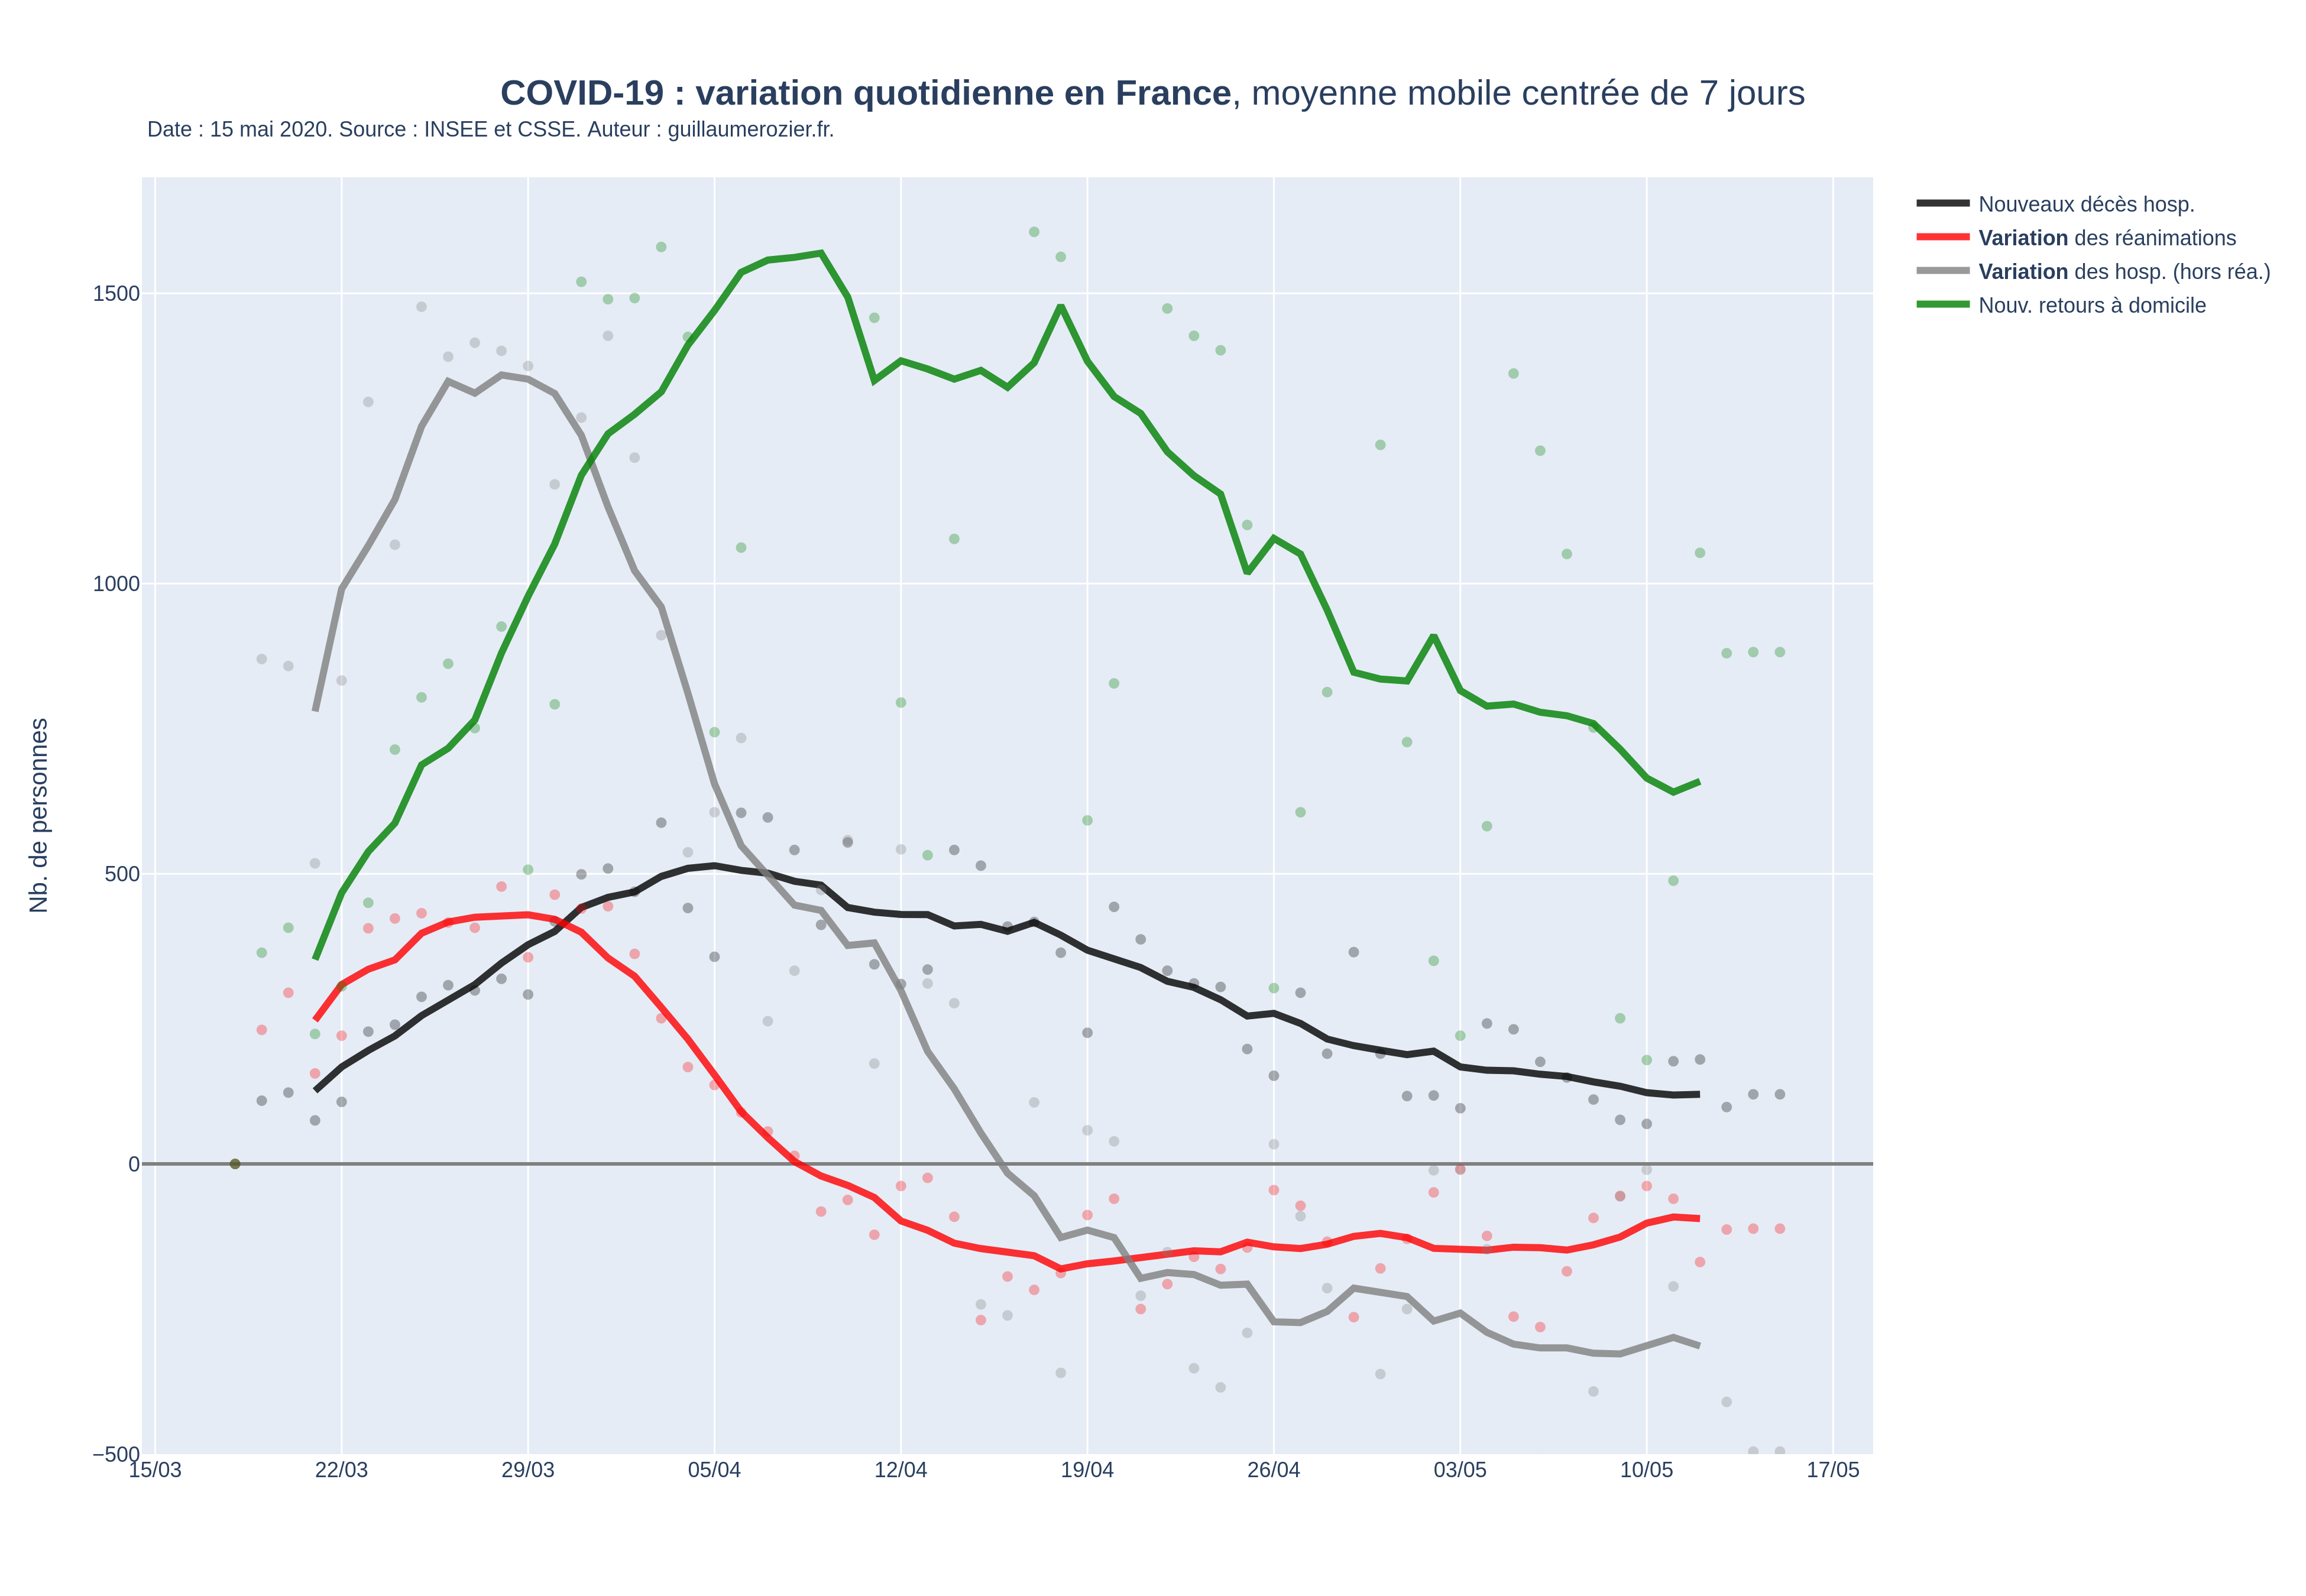 COVID-19 : variation quotidienne en France, moyenne mobile centrée de 7 jours
Date : 15 mai 2020. Source : INSEE et CSSE. Auteur : guillaumerozier.fr.
Nouveaux décès hosp.
Variation des réanimations
Variation des hosp. (hors réa.)
Nouv. retours à domicile
Nb. de personnes
1500
1000
500
0
−500
15/03 22/03 29/03 05/04 12/04 19/04 26/04 03/05 10/05 17/05